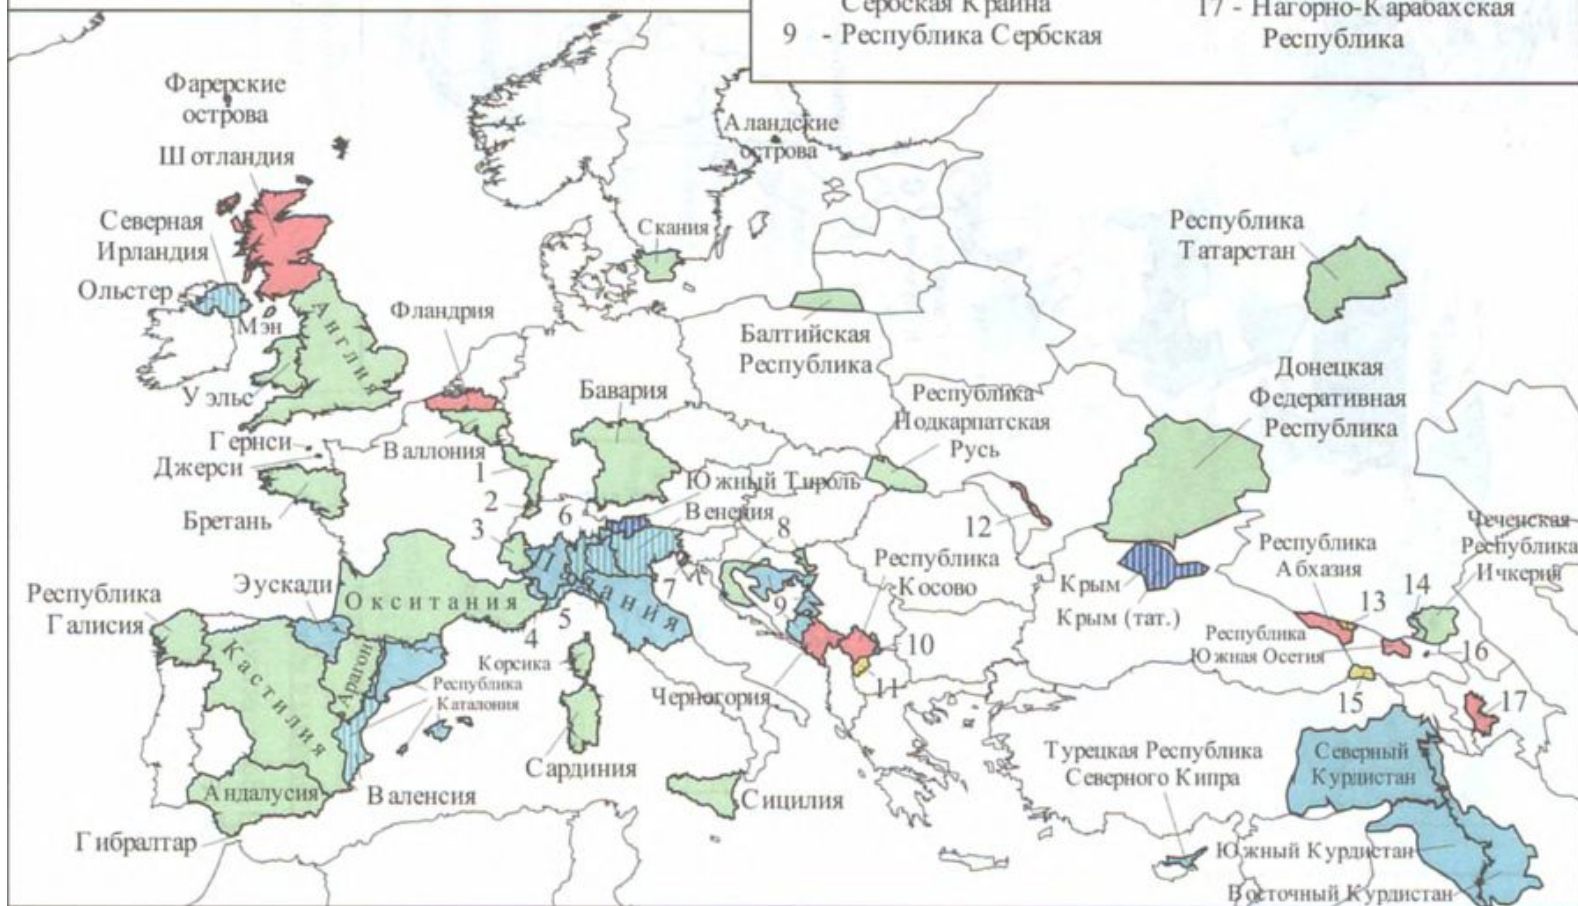 Сербская Краина
9 - Республика Сербская
17 - Нагорно-Карабахская
Республика
Фарерские
острова
Шотландия
Северная
Ирландия
Ольстер
Мэн
Англия
Уэльс
Гернси
Джерси
Бретань
Фландрия
Валлония
Скания
Аландские
острова
Балтийская
Республика
Республика
Татарстан
Донецкая
Федеративная
Республика
Бавария
Республика
Подкарпатская
Русь
1
2
3
6
Южный Тироль
Венеция
8
12
Республика
Косово
Крым
Крым (тат.)
Республика
Абхазия
13
14
Чеченская
Республика
Ичкерия
Республика
Южная Осетия
16
15
17
Эускади
Республика
Галисия
Окситания
Падания
4
5
7
9
10
11
Кастилия
Арагон
Республика
Каталония
Корсика
Сардиния
Черногория
Андалусия
Валенсия
Гибралтар
Сицилия
Турецкая Республика
Северного Кипра
Северный
Курдистан
Южный Курдистан
Восточный Курдистан